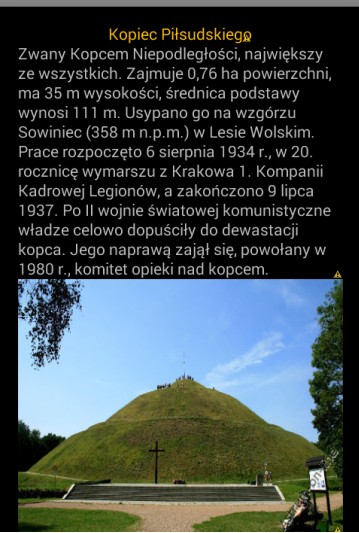 Kopiec Piłsudskiego
Zwany Kopcem Niepodległości, największy
ze wszystkich. Zajmuje 0,76 ha powierzchni,
ma 35 m wysokości, średnica podstawy
wynosi 111 m. Usypano go na wzgórzu
Sowiniec (358 m n.p.m.) w Lesie Wolskim.
Prace rozpoczęto 6 sierpnia 1934 r., w 20.
rocznicę wymarszu z Krakowa 1. Kompanii
Kadrowej Legionów, a zakończono 9 lipca
1937. Po II wojnie światowej komunistyczne
władze celowo dopuściły do dewastacji
kopca. Jego naprawą zajął się, powołany w
1980 r., komitet opieki nad kopcem.